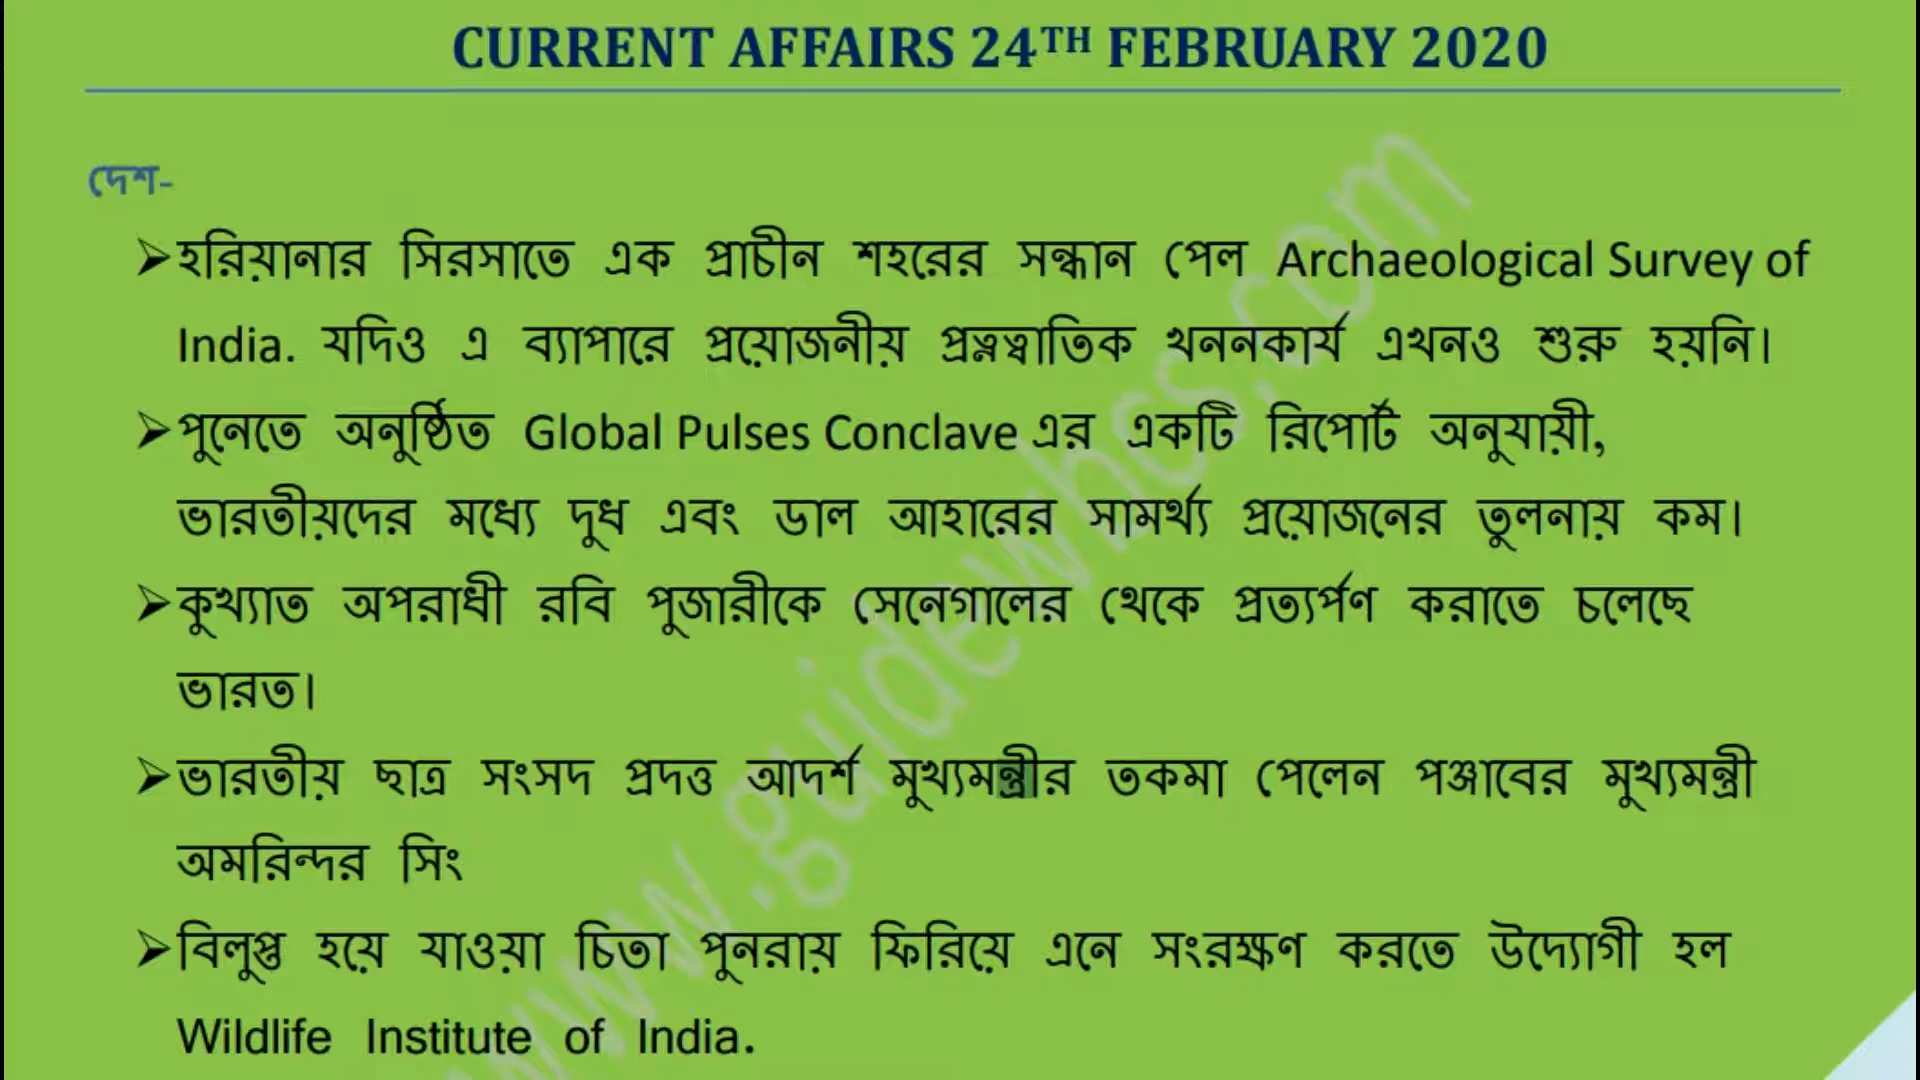 CURRENT AFFAIRS 24TH FEBRUARY 2020
দেশ-
➢হরিয়ানার সিরসাতে এক প্রাচীন শহরের সন্ধান পেল Archaeological Survey of
India. যদিও এ ব্যাপারে প্রয়োজনীয় প্রত্নত্বাতিক খননকার্য এখনও শুরু হয়নি।
➢পুনেতে অনুষ্ঠিত Global Pulses Conclave এর একটি রিপোর্ট অনুযায়ী,
ভারতীয়দের মধ্যে দুধ এবং ডাল আহারের সামর্থ্য প্রয়োজনের তুলনায় কম।
➢কুখ্যাত অপরাধী রবি পুজারীকে সেনেগালের থেকে প্রত্যর্পণ করাতে চলেছে
ভারত।
➢ভারতীয় ছাত্র সংসদ প্রদত্ত আদর্শ মুখ্যমন্ত্রীর তকমা পেলেন পঞ্জাবের মুখ্যমন্ত্রী
অমরিন্দর সিং
➢বিলুপ্ত হয়ে যাওয়া চিতা পুনরায় ফিরিয়ে এনে সংরক্ষণ করতে উদ্যোগী হল
Wildlife Institute of India.
www.guidewbcs.com